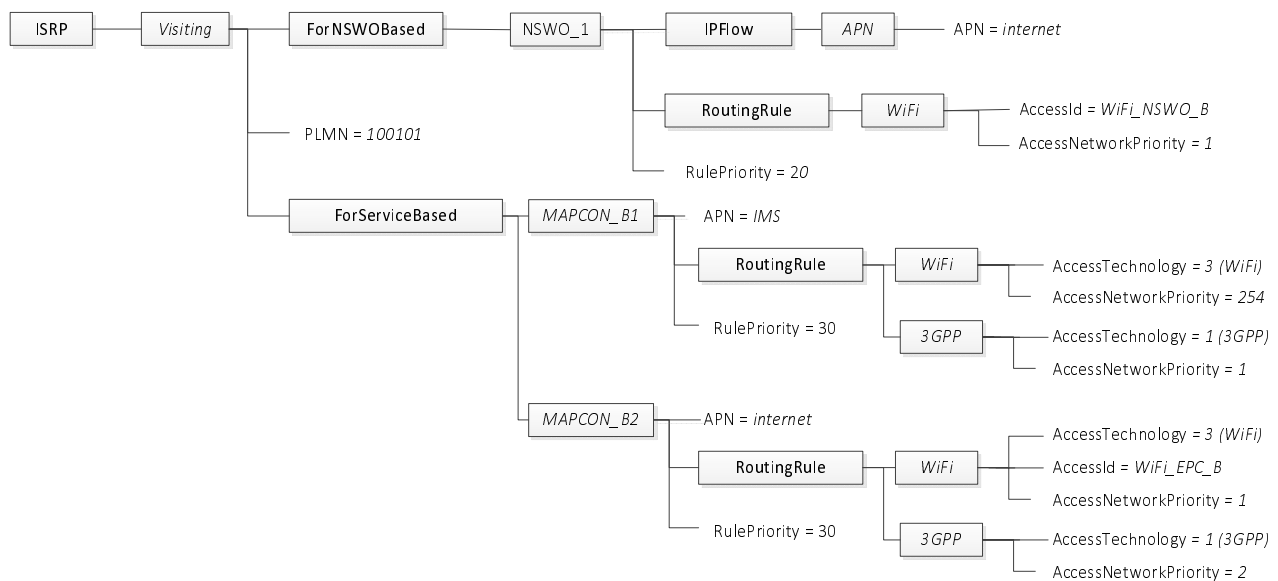 ISRP
Visiting
ForNSWOBased
NSWO_1
IPFlow
APN
APN = internet
RoutingRule
WiFi
AccessId = WiFi_NSWO_B
AccessNetworkPriority = 1
PLMN = 100101
RulePriority = 20
ForServiceBased
MAPCON_B1
APN = IMS
RoutingRule
WiFi
AccessTechnology = 3 (WiFi)
AccessNetworkPriority = 254
RulePriority = 30
3GPP
AccessTechnology = 1 (3GPP)
AccessNetworkPriority = 1
MAPCON_B2
APN = internet
AccessTechnology = 3 (WiFi)
RoutingRule
WiFi
AccessId = WiFi_EPC_B
AccessNetworkPriority = 1
RulePriority = 30
3GPP
AccessTechnology = 1 (3GPP)
AccessNetworkPriority = 2